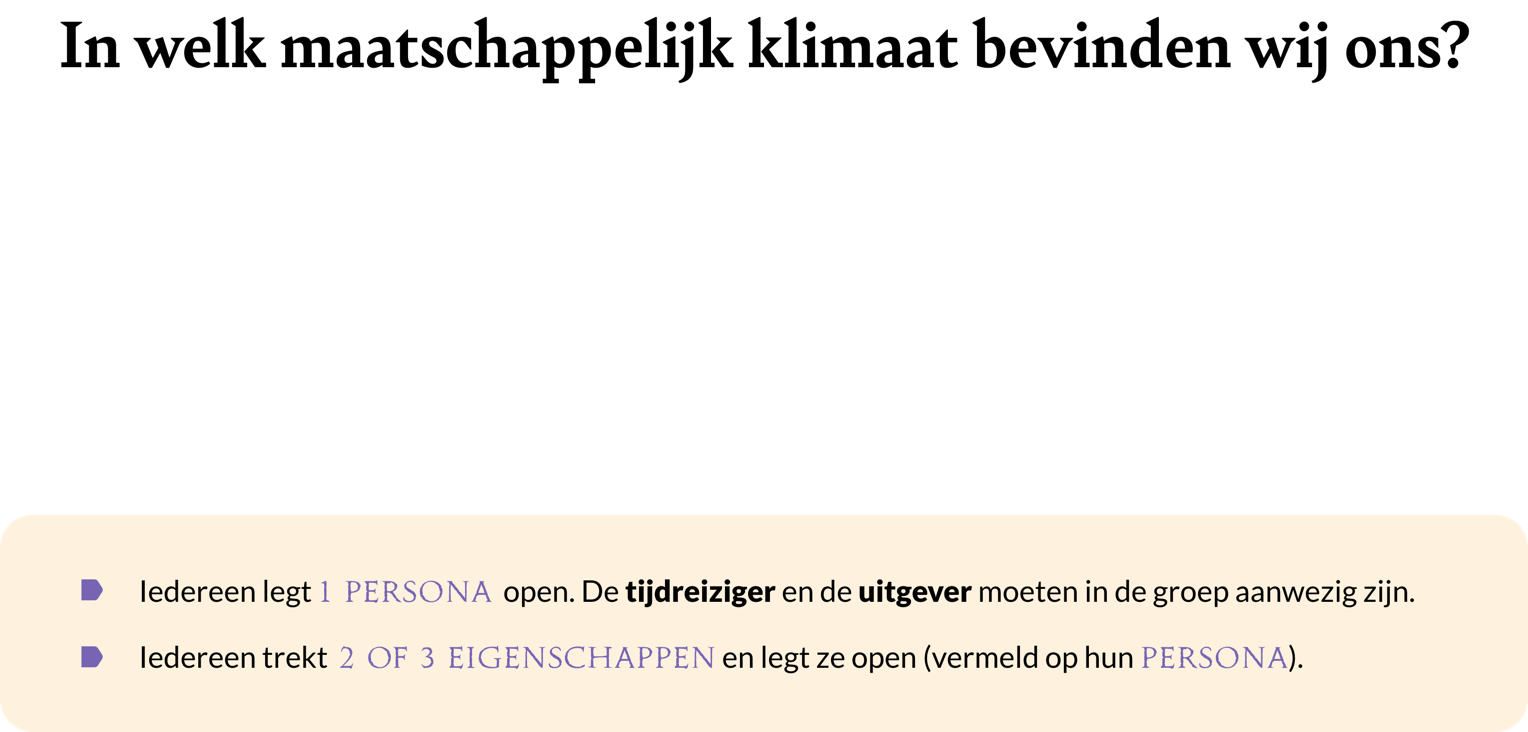 In welk maatschappelijk klimaat bevinden wij ons?
Iedereen legt 1 PERSONA open. De tijdreiziger en de uitgever moeten in de groep aanwezig zijn.
Iedereen trekt 2 OF 3 EIGENSCHAPPEN en legt ze open (vermeld op hun PERSONA).